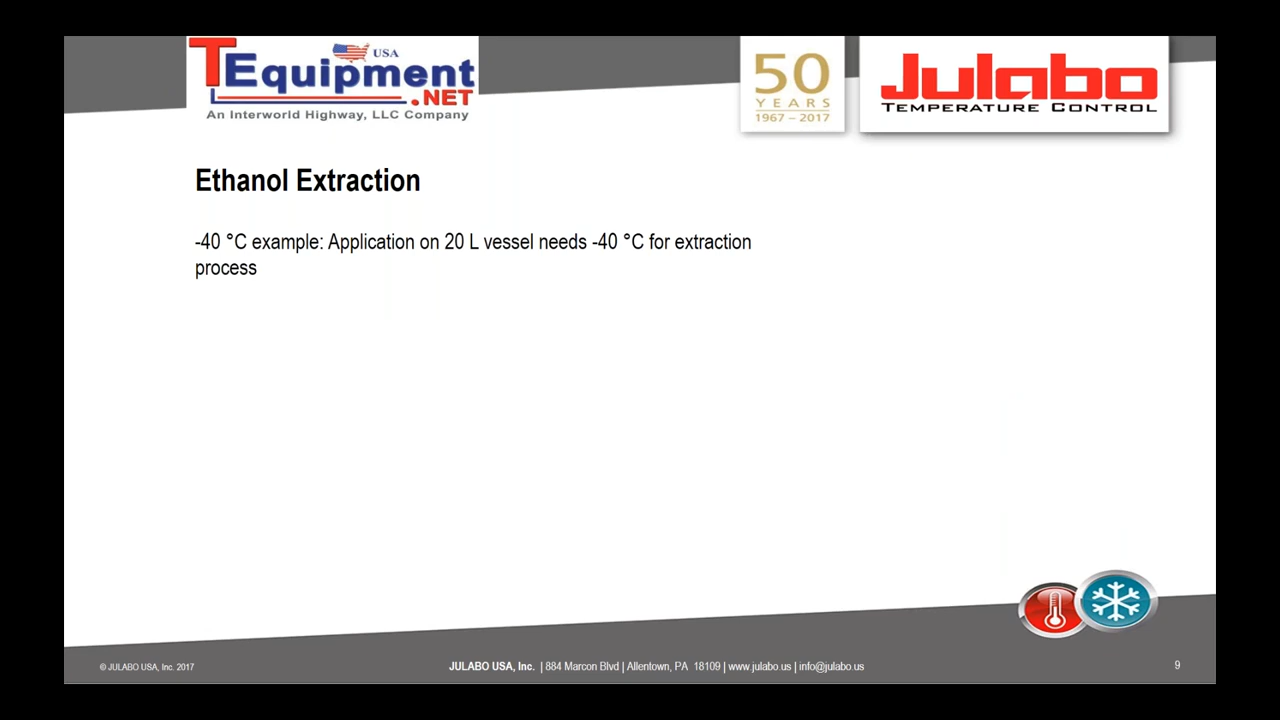 TEquipment
USA
.NET
An Interworld Highway, LLC Company
50
YEARS
1967 – 2017
Julabo
TEMPERATURE CONTROL
Ethanol Extraction
-40 °C example: Application on 20 L vessel needs -40 °C for extraction
process
© JULABO USA, Inc. 2017
JULABO USA, Inc. | 884 Marcon Blvd | Allentown, PA 18109 | www.julabo.us | info@julabo.us
9